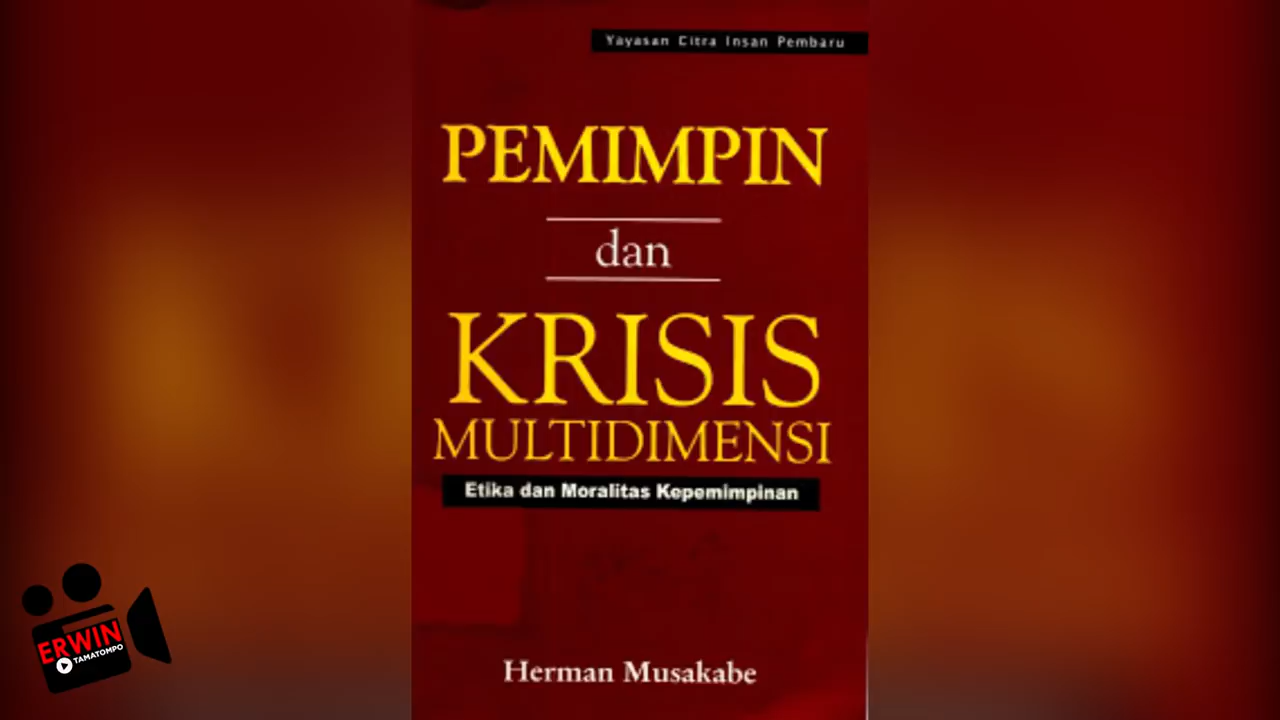 Yayasan Citra Insan Pembaru
PEMIMPIN
dan
KRISIS
MULTIDIMENSI
Etika dan Moralitas Kepemimpinan
Herman Musakabe
ERWIN
TAMATOMPO